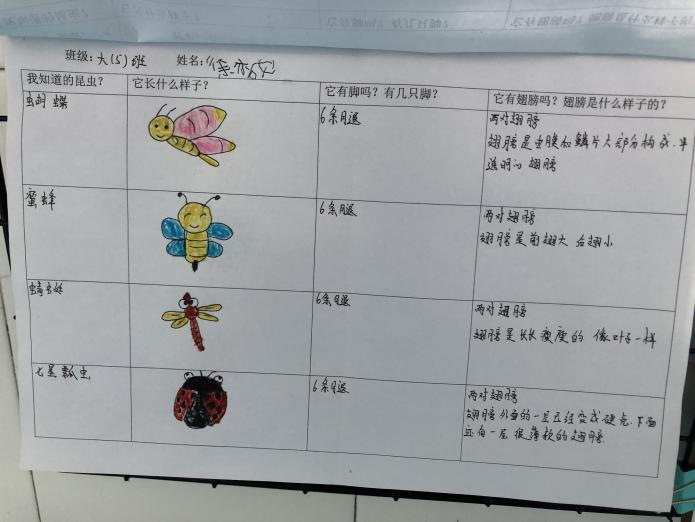 班级：大(5)班 姓名：
我知道的昆虫？ 它长什么样子？ 它有脚吗？有几只脚？ 它有翅膀吗？翅膀是什么样子的？
蝴蝶 6条腿 两对翅膀
翅膀是虫膜和鳞片大部分构成.半
透明的翅膀
蜜蜂 6条腿 两对翅膀
翅膀是前翅大 后翅小
蜻蜓 6条腿 两对翅膀
翅膀是长长瘦瘦的 像叶子一样
七星瓢虫 6条腿 两对翅膀
翅膀外面的一层已经变成硬壳.下面
还有一层很薄软的翅膀.